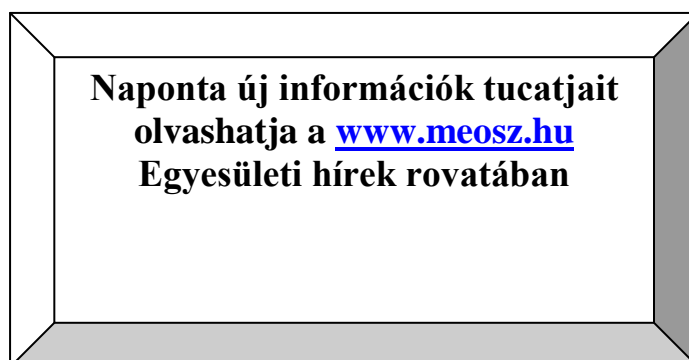 Naponta új információk tucatjait
olvashatja a www.meosz.hu
Egyesületi hírek rovatában